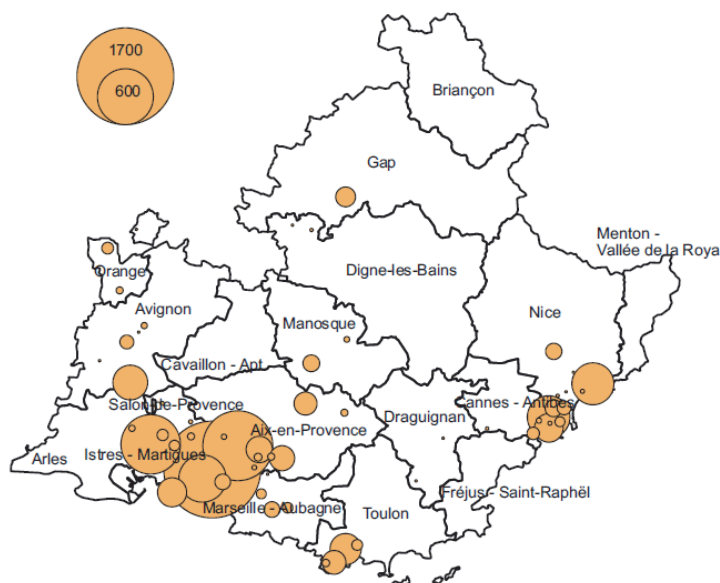 1700
600
Briançon
Gap
Menton -
Vallée de la Roya
Orange
Digne-les-Bains
Avignon
Nice
Manosque
Cavaillon - Apt
Salon-de-Provence
Cannes - Antibes
Draguignan
Aix-en-Provence
Arles
Istres - Martigues
Fréjus - Saint-Raphël
Marseille - Aubagne
Toulon